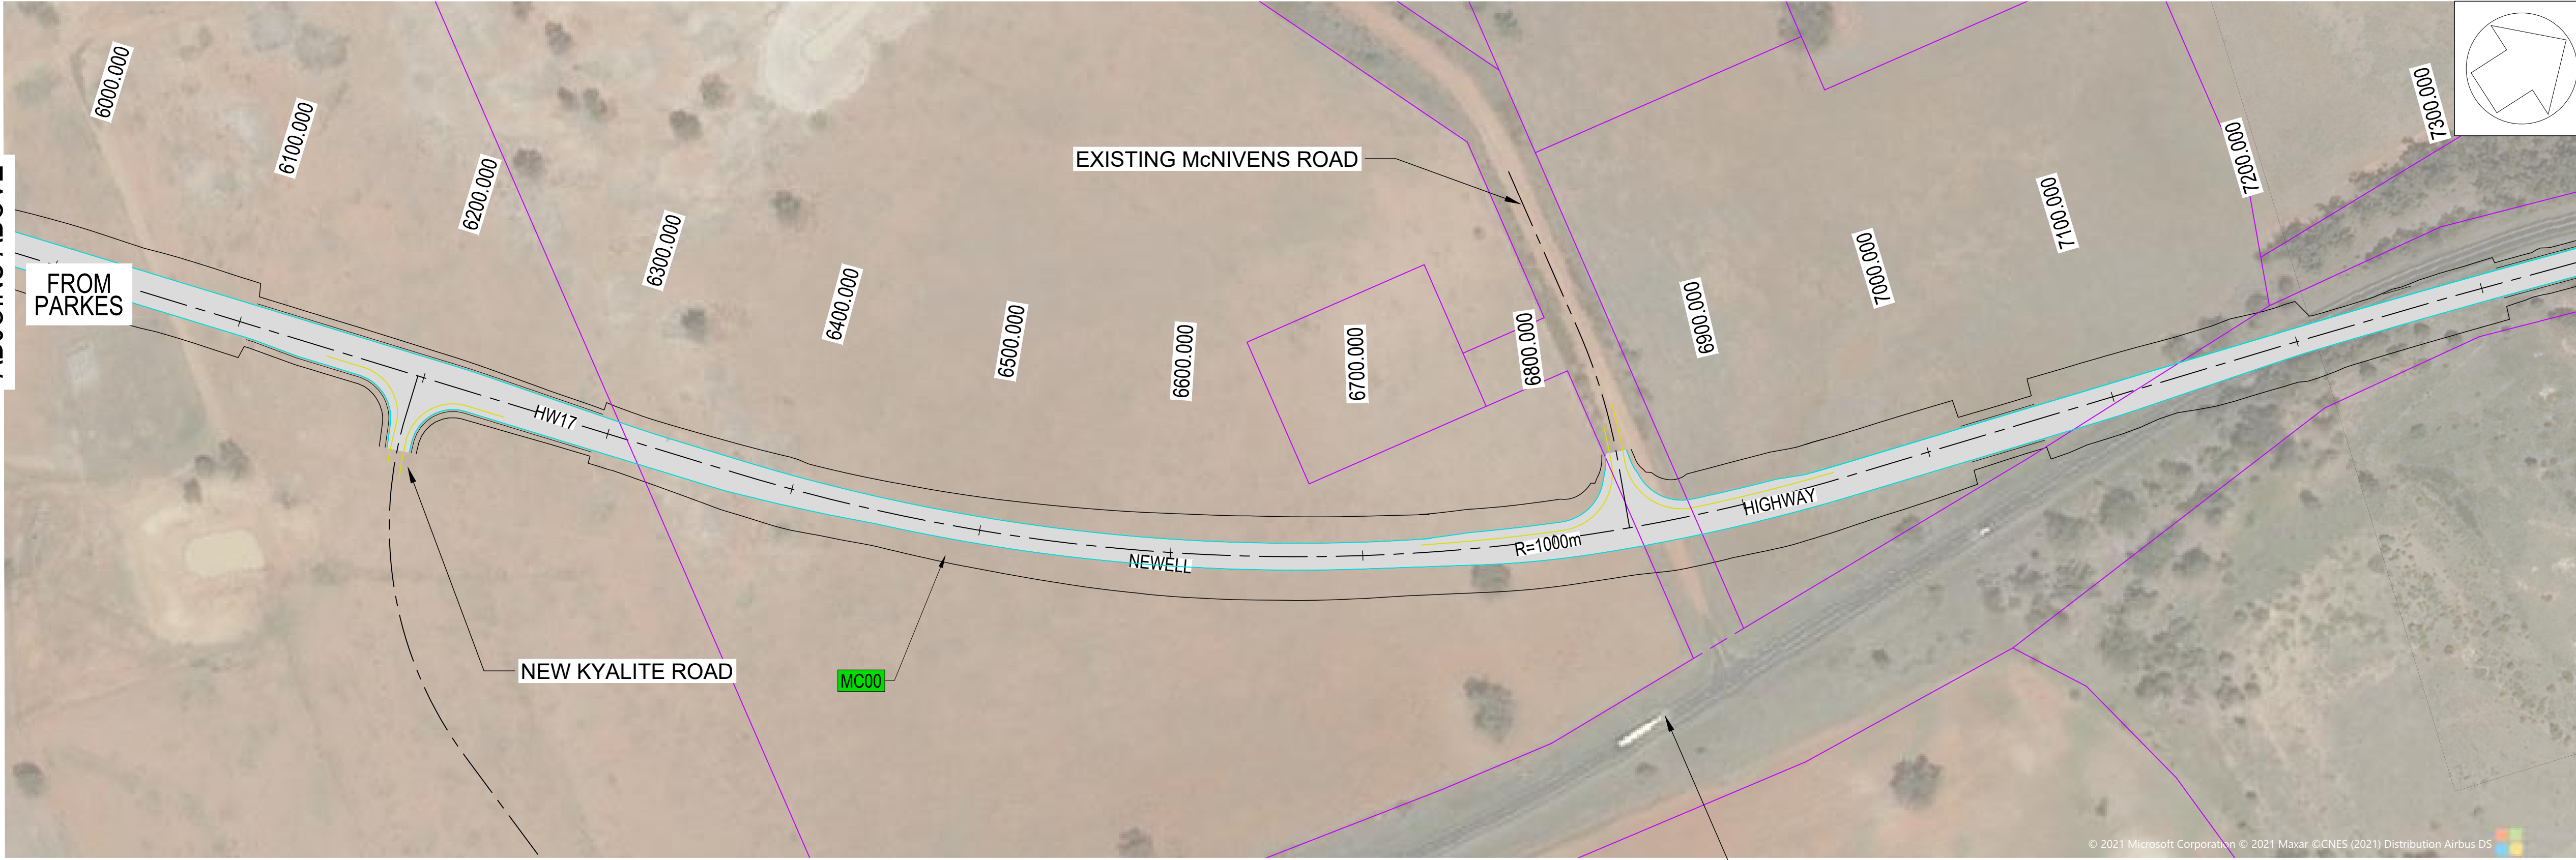 6000.000
6100.000
6200.000
6300.000
6400.000
6500.000
6600.000
6700.000
6800.000
6900.000
7000.000
7100.000
7200.000
7300.000
EXISTING McNIVENS ROAD
FROM
PARKES
HW17
NEWELL
R=1000m
HIGHWAY
NEW KYALITE ROAD
MC00
© 2021 Microsoft Corporation © 2021 Maxar ©CNES (2021) Distribution Airbus DS